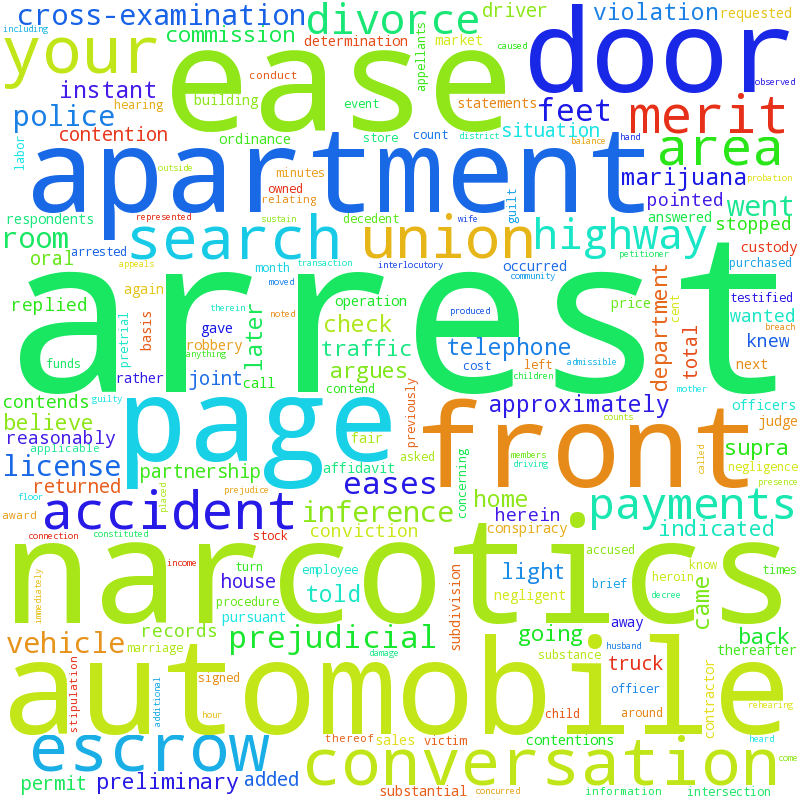 including
cross-examination
divorce
driver
violation
requested
commission
determination
market
appellants
caused
door
your
ease
instant
conduct
observed
hearing
building
event
statements
feet
merit
police
contention
ordinance
store
count
district
situation
balance
hand
area
labor
apartment
outside
minutes
owned
relating
guilt
marijuana
probation
respondents
represented
sustain
decedent
wife
pointed
answered
went
room
search
union
highway
stopped
oral
arrested
appeals
month
transaction
interlocutory
occurred
petitioner
custody
community
purchased
again
moved
therein
arrest
replied
operation
price
cent
testified
pretrial
basis
gave
noted
produced
breach
later
check
department
wanted
robbery
traffic
telephone
total
knew
anything
funds
argues
cost
left
admissible
next
rather
joint
call
contend
children
mother
contends
guilty
page
previously
approximately
officers
believe
fair
front
counts
judge
reasonably
asked
members
called
supra
applicable
license
partnership
affidavit
concerning
driving
negligence
presence
returned
floor
placed
prejudice
eases
home
payments
award
accident
inference
herein
indicated
connection
constituted
conviction
conspiracy
stock
narcotics
income
turn
employee
accused
know
times
immediately
house
light
brief
heroin
procedure
told
negligent
decree
pursuant
subdivision
away
came
records
prejudicial
going
back
vehicle
marriage
husband
thereafter
damage
substance
truck
automobile
signed
officer
contractor
stipulation
additional
rehearing
hour
child
around
escrow
thereof
sales
victim
contentions
heard
conversation
come
permit
preliminary
added
substantial
concurred
information
intersection